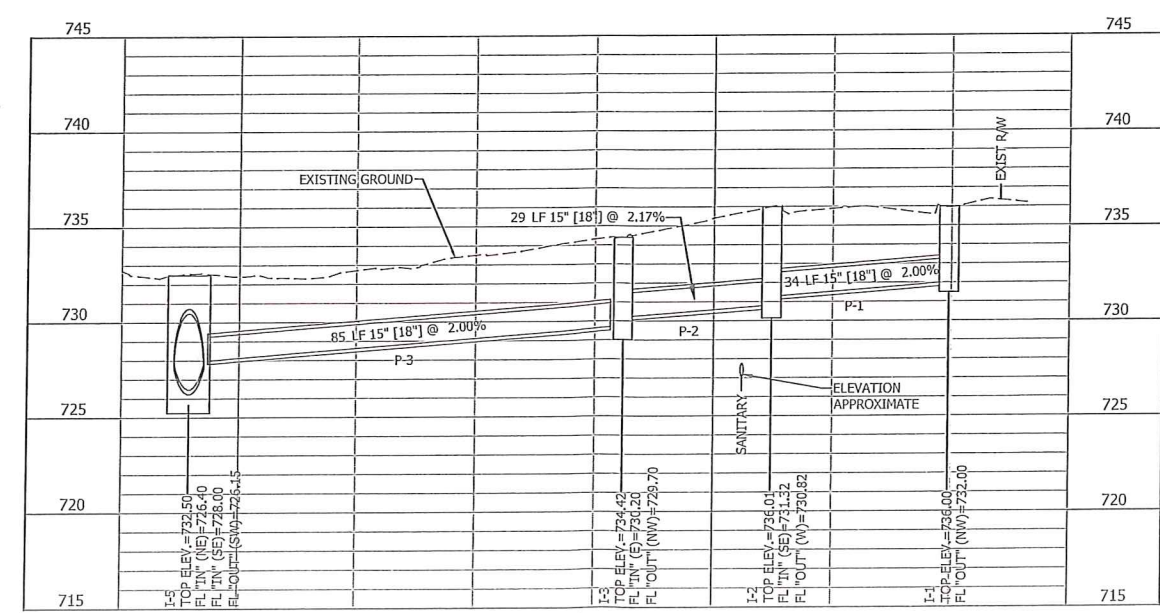 745
745
740
740
735
735
730
730
725
725
720
720
715
715
EXIST R/W
EXISTING GROUND
29 LF 15" [18"] @ 2.17%
34 LF 15" [18"] @ 2.00%
P-1
85 LF 15" [18"] @ 2.00%
P-2
P-3
ELEVATION
APPROXIMATE
SANITARY
I-5
TOP ELEV.=732.50
FL "IN" (NE)=726.40
FL "IN" (SE)=728.00
FL "OUT" (SW)=726.15
I-3
TOP ELEV.=734.42
FL "IN" (E)=730.20
FL "OUT" (NW)=729.70
I-2
TOP ELEV.=736.01
FL "IN" (SE)=731.32
FL "OUT" (W)=730.82
I-1
TOP ELEV.=736.00
FL "OUT" (NW)=732.00